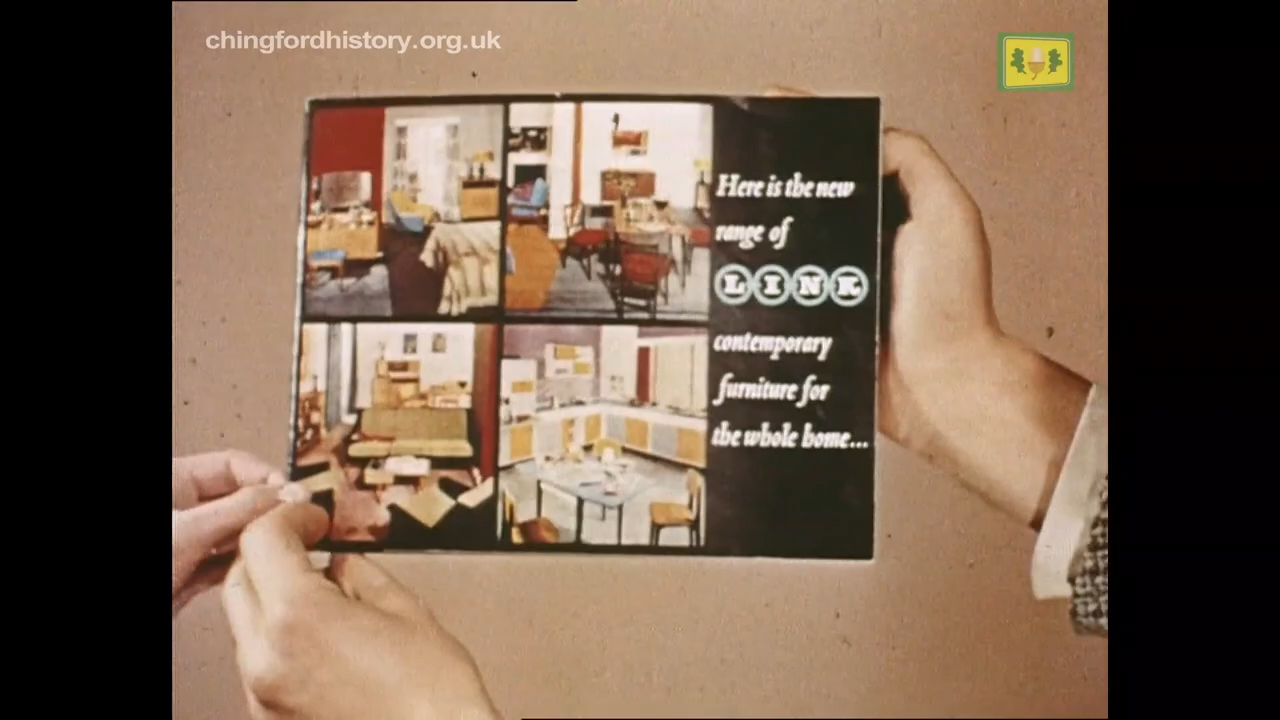 chingfordhistory.org.uk
Here is the new
range of
LINK
contemporary
furniture for
the whole home...